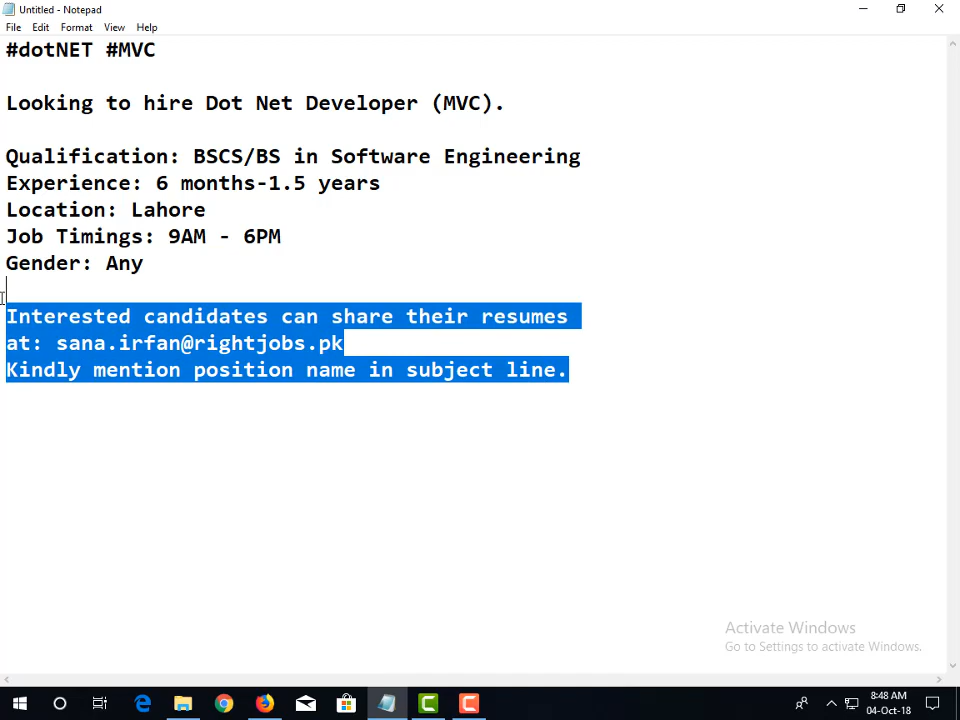 Untitled - Notepad
File Edit Format View Help
#dotNET #MVC
Looking to hire Dot Net Developer (MVC).
Qualification: BSCS/BS in Software Engineering
Experience: 6 months-1.5 years
Location: Lahore
Job Timings: 9AM - 6PM
Gender: Any
Interested candidates can share their resumes
at: sana.irfan@rightjobs.pk
Kindly mention position name in subject line.
Activate Windows
Go to Settings to activate Windows.
8:48 AM
04-Oct-18